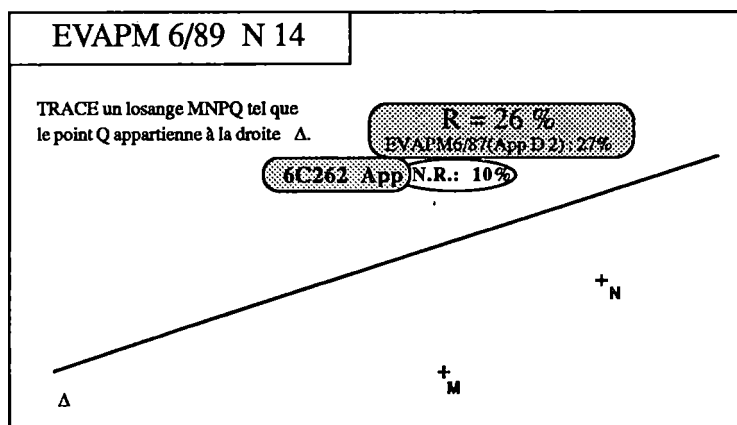 EVAPM 6/89 N 14
TRACE un losange MNPQ tel que
le point Q appartienne à la droite Δ.
R = 26 %
EVAPM6/87(App D 2) : 27%
6C262 App N.R.: 10%
N
M
Δ